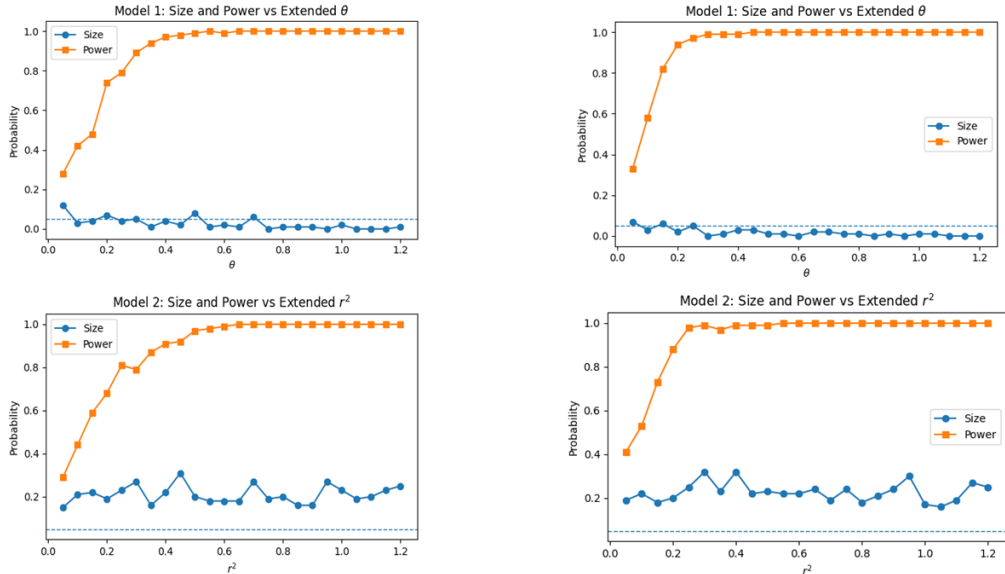 Model 1: Size and Power vs Extended θ
Size
Power
Probability
1.0
0.8
0.6
0.4
0.2
0.0
0.0 0.2 0.4 0.6 0.8 1.0 1.2
θ
Model 1: Size and Power vs Extended θ
Size
Power
Probability
1.0
0.8
0.6
0.4
0.2
0.0
0.0 0.2 0.4 0.6 0.8 1.0 1.2
θ
Model 2: Size and Power vs Extended r²
Size
Power
Probability
1.0
0.8
0.6
0.4
0.2
0.0 0.2 0.4 0.6 0.8 1.0 1.2
r²
Model 2: Size and Power vs Extended r²
Size
Power
Probability
1.0
0.8
0.6
0.4
0.2
0.0 0.2 0.4 0.6 0.8 1.0 1.2
r²